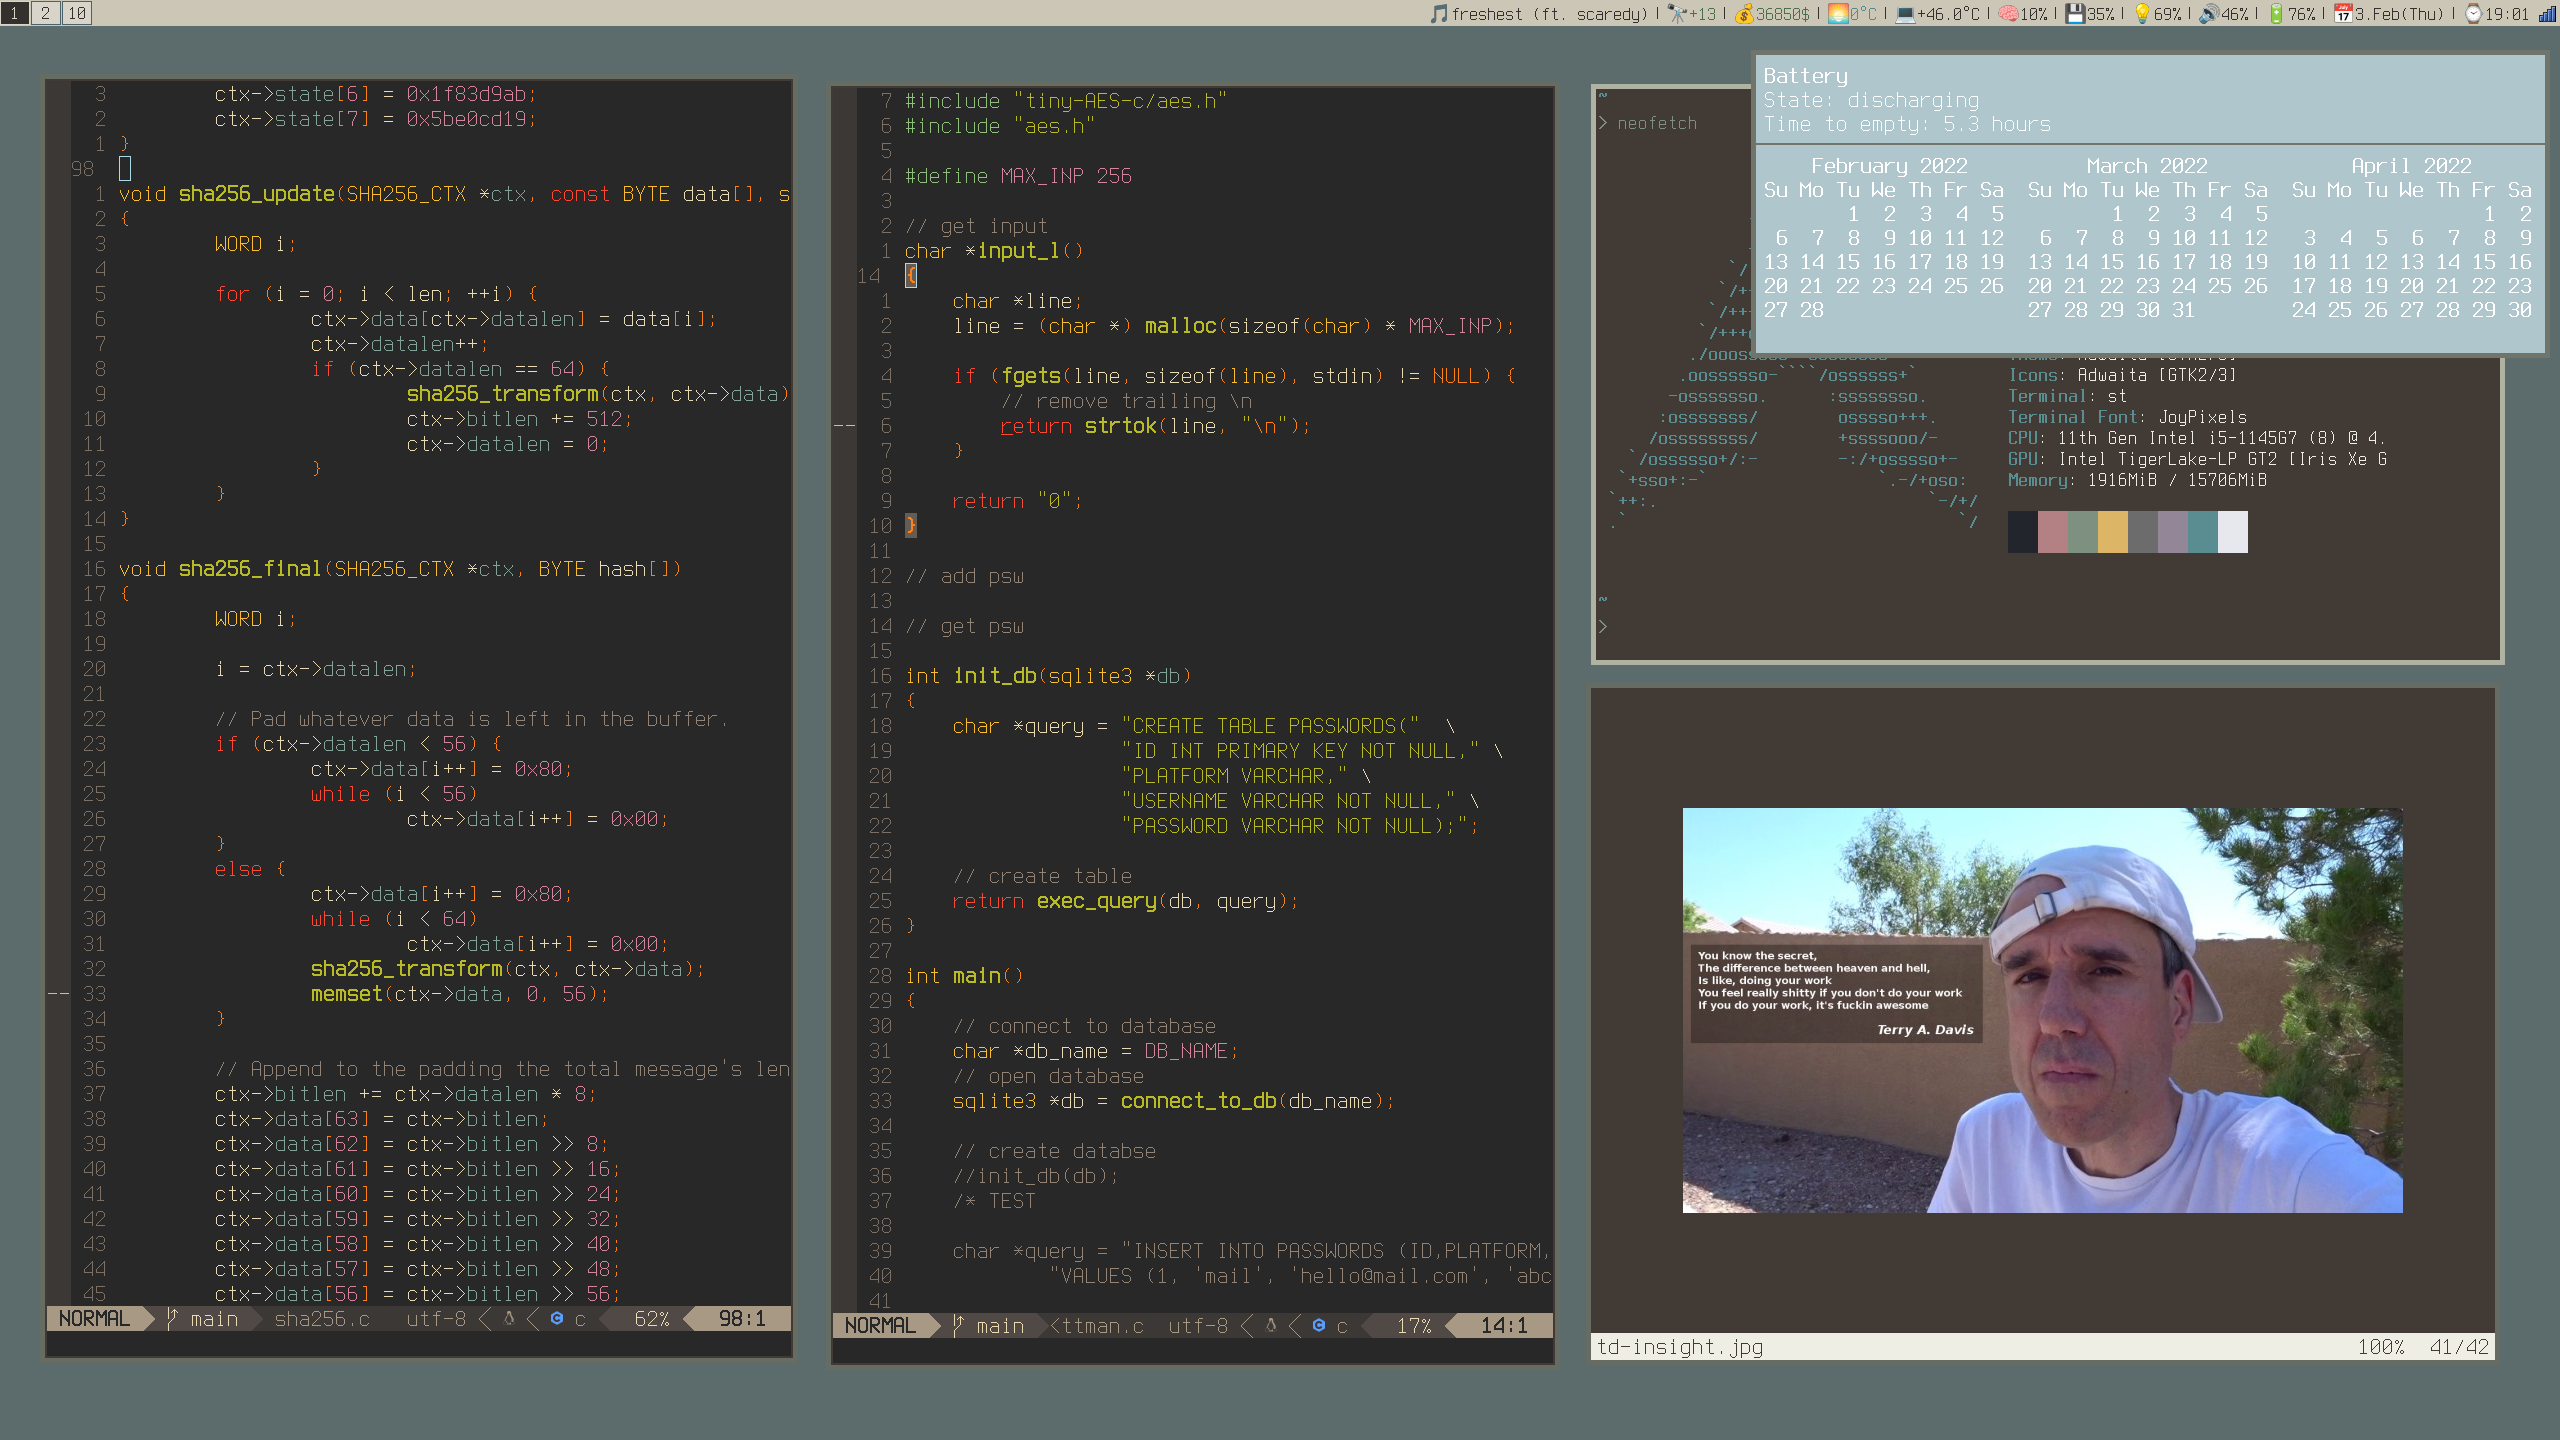 1 2 10
freshest (ft. scaredy) | +13 | 36850$ | 0°C | +46.0°C | 10% | 35% | 69% | 46% | 76% | 3.Feb(Thu) | 19:01
3 ctx->state[6] = 0x1f83d9ab;
2 ctx->state[7] = 0x5be0cd19;
1 }
98
1 void sha256_update(SHA256_CTX *ctx, const BYTE data[], s
2 {
3 WORD i;
4
5 for (i = 0; i < len; ++i) {
6 ctx->data[ctx->datalen] = data[i];
7 ctx->datalen++;
8 if (ctx->datalen == 64) {
9 sha256_transform(ctx, ctx->data)
10 ctx->bitlen += 512;
11 ctx->datalen = 0;
12 }
13 }
14 }
15
16 void sha256_final(SHA256_CTX *ctx, BYTE hash[])
17 {
18 WORD i;
19
20 i = ctx->datalen;
21
22 // Pad whatever data is left in the buffer.
23 if (ctx->datalen < 56) {
24 ctx->data[i++] = 0x80;
25 while (i < 56)
26 ctx->data[i++] = 0x00;
27 }
28 else {
29 ctx->data[i++] = 0x80;
30 while (i < 64)
31 ctx->data[i++] = 0x00;
32 sha256_transform(ctx, ctx->data);
-- 33 memset(ctx->data, 0, 56);
34 }
35
36 // Append to the padding the total message's len
37 ctx->bitlen += ctx->datalen * 8;
38 ctx->data[63] = ctx->bitlen;
39 ctx->data[62] = ctx->bitlen >> 8;
40 ctx->data[61] = ctx->bitlen >> 16;
41 ctx->data[60] = ctx->bitlen >> 24;
42 ctx->data[59] = ctx->bitlen >> 32;
43 ctx->data[58] = ctx->bitlen >> 40;
44 ctx->data[57] = ctx->bitlen >> 48;
45 ctx->data[56] = ctx->bitlen >> 56;
NORMAL main sha256.c utf-8 < < c 62% 98:1
7 #include "tiny-AES-c/aes.h"
6 #include "aes.h"
5
4 #define MAX_INP 256
3
2 // get input
1 char *input_l()
14 {
1 char *line;
2 line = (char *) malloc(sizeof(char) * MAX_INP);
3
4 if (fgets(line, sizeof(line), stdin) != NULL) {
5 // remove trailing \n
-- 6 return strtok(line, "\n");
7 }
8
9 return "0";
10 }
11
12 // add psw
13
14 // get psw
15
16 int init_db(sqlite3 *db)
17 {
18 char *query = "CREATE TABLE PASSWORDS(" \
19 "ID INT PRIMARY KEY NOT NULL," \
20 "PLATFORM VARCHAR," \
21 "USERNAME VARCHAR NOT NULL," \
22 "PASSWORD VARCHAR NOT NULL);";
23
24 // create table
25 return exec_query(db, query);
26 }
27
28 int main()
29 {
30 // connect to database
31 char *db_name = DB_NAME;
32 // open database
33 sqlite3 *db = connect_to_db(db_name);
34
35 // create databse
36 //init_db(db);
37 /* TEST
38
39 char *query = "INSERT INTO PASSWORDS (ID,PLATFORM,
40 "VALUES (1, 'mail', 'hello@mail.com', 'abc
41
NORMAL main <ttman.c utf-8 < < c 17% 14:1
~
> neofetch
Battery
State: discharging
Time to empty: 5.3 hours
February 2022 March 2022 April 2022
Su Mo Tu We Th Fr Sa Su Mo Tu We Th Fr Sa Su Mo Tu We Th Fr Sa
1 2 3 4 5 1 2 3 4 5 1 2
6 7 8 9 10 11 12 6 7 8 9 10 11 12 3 4 5 6 7 8 9
13 14 15 16 17 18 19 13 14 15 16 17 18 19 10 11 12 13 14 15 16
20 21 22 23 24 25 26 20 21 22 23 24 25 26 17 18 19 20 21 22 23
27 28 27 28 29 30 31 24 25 26 27 28 29 30
.oossssso-````/ossssss+` Icons: Adwaita [GTK2/3]
-osssssso. :ssssssso. Terminal: st
:osssssss/ osssso+++. Terminal Font: JoyPixels
/ossssssss/ +ssssooo/- CPU: 11th Gen Intel i5-1145G7 (8) @ 4.
`/ossssso+/:- -:/+osssso+- GPU: Intel TigerLake-LP GT2 [Iris Xe G
`+sso+:-` `.-/+oso: Memory: 1916MiB / 15706MiB
`++:. `-/+/
.` `/
~
>
You know the secret,
The difference between heaven and hell,
Is like, doing your work
You feel really shitty if you don't do your work
If you do your work, it's fuckin awesome
Terry A. Davis
td-insight.jpg 100% 41/42